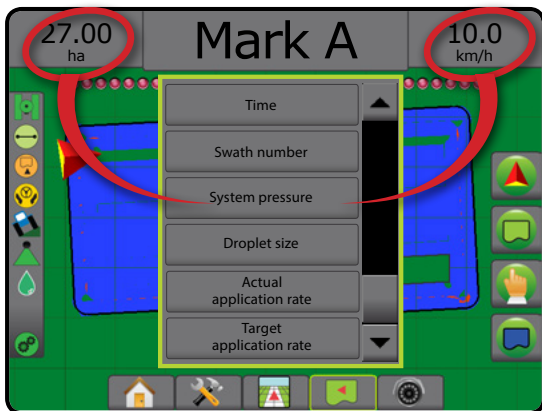 27.00
ha
Mark A
10.0
km/h
Time
Swath number
System pressure
Droplet size
Actual
application rate
Target
application rate